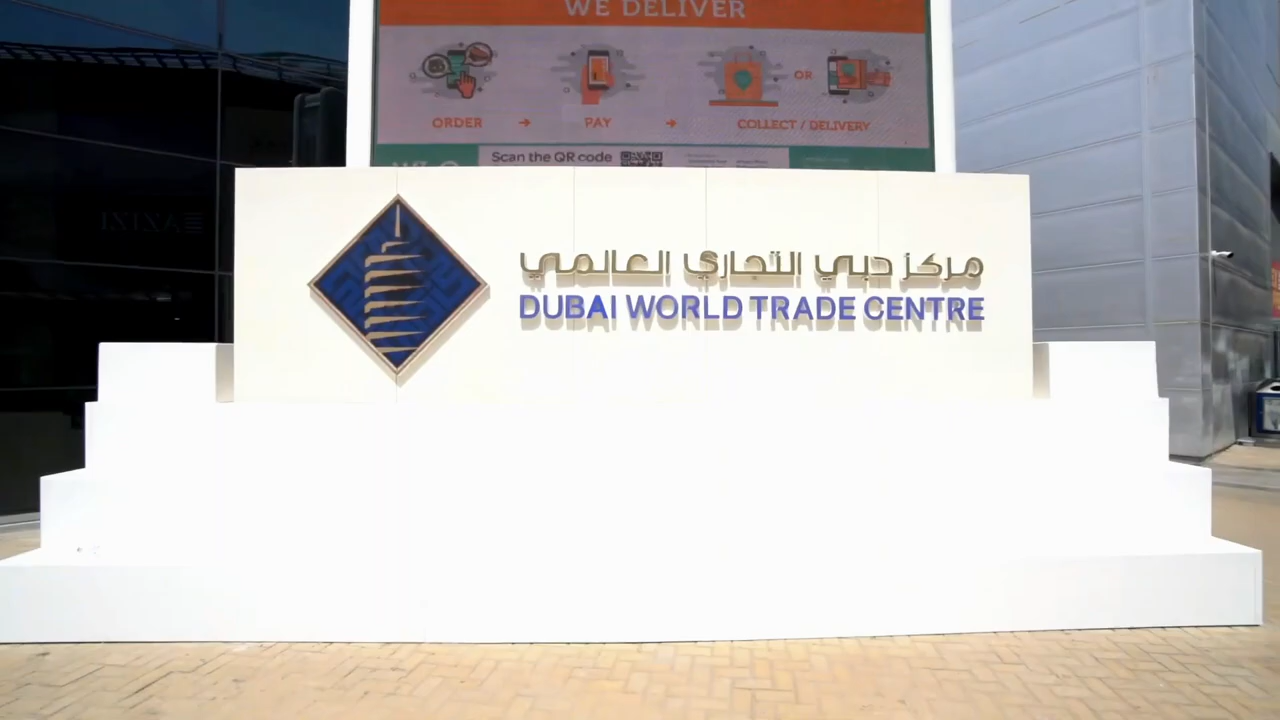 WE DELIVER
OR
ORDER → PAY → COLLECT / DELIVERY
Scan the QR code
مركز دبي التجاري العالمي
DUBAI WORLD TRADE CENTRE